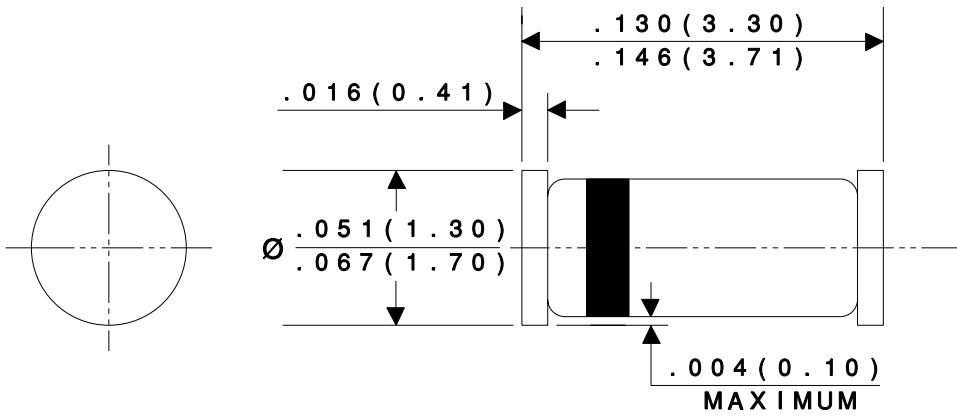 .130(3.30)
.146(3.71)
.016(0.41)
Ø .051(1.30)
.067(1.70)
.004(0.10)
MAXIMUM